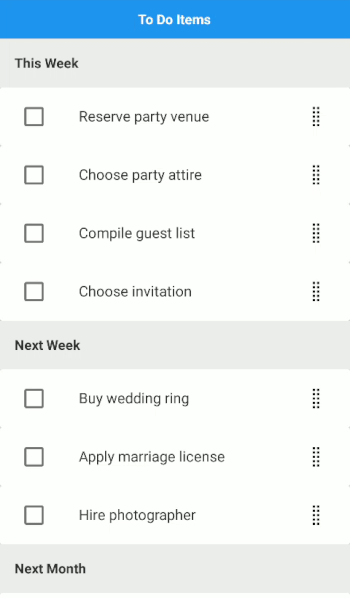 To Do Items
This Week
Reserve party venue
Choose party attire
Compile guest list
Choose invitation
Next Week
Buy wedding ring
Apply marriage license
Hire photographer
Next Month